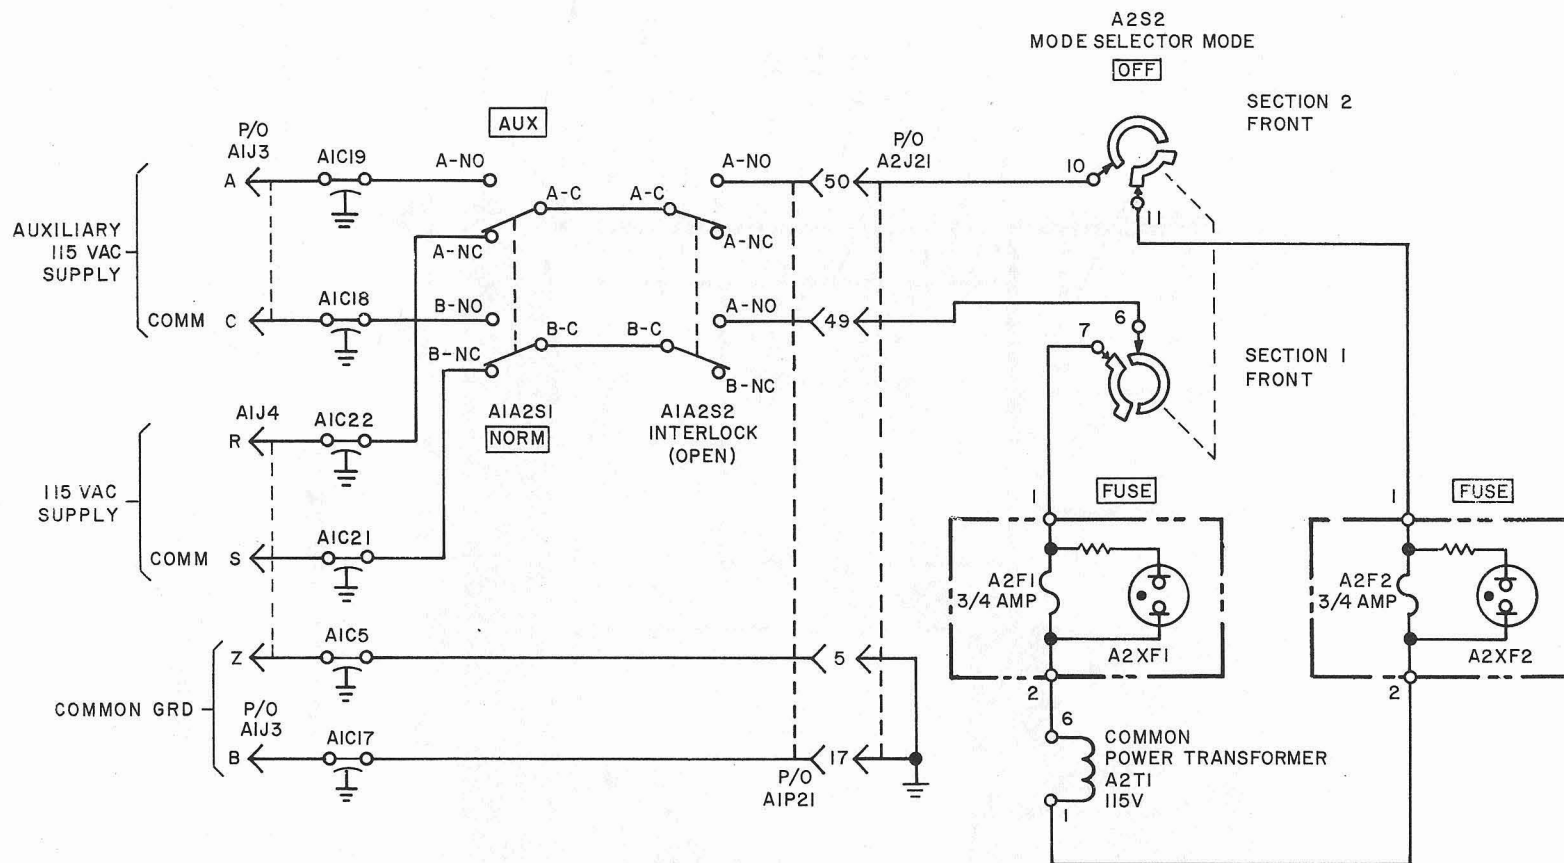 A2S2
MODE SELECTOR MODE
OFF
SECTION 2
FRONT
P/O
A1J3
A1C19
AUX
A-NO
A-NO
P/O
A2J21
A
50
10
A-C
A-C
11
AUXILIARY
115 VAC
SUPPLY
A-NC
A-NC
A1C18
B-NO
A-NO
COMM C
49
6
7
B-C
B-C
B-NC
B-NC
SECTION 1
FRONT
A1J4
A1C22
A1A2S1
NORM
A1A2S2
INTERLOCK
(OPEN)
R
115 VAC
SUPPLY
A1C21
COMM S
1
FUSE
1
FUSE
A2F1
3/4 AMP
A2F2
3/4 AMP
A2XF1
A2XF2
A1C5
Z
5
2
2
COMMON GRD
P/O
A1J3
A1C17
B
17
P/O
A1P21
6
COMMON
POWER TRANSFORMER
A2T1
115V
1